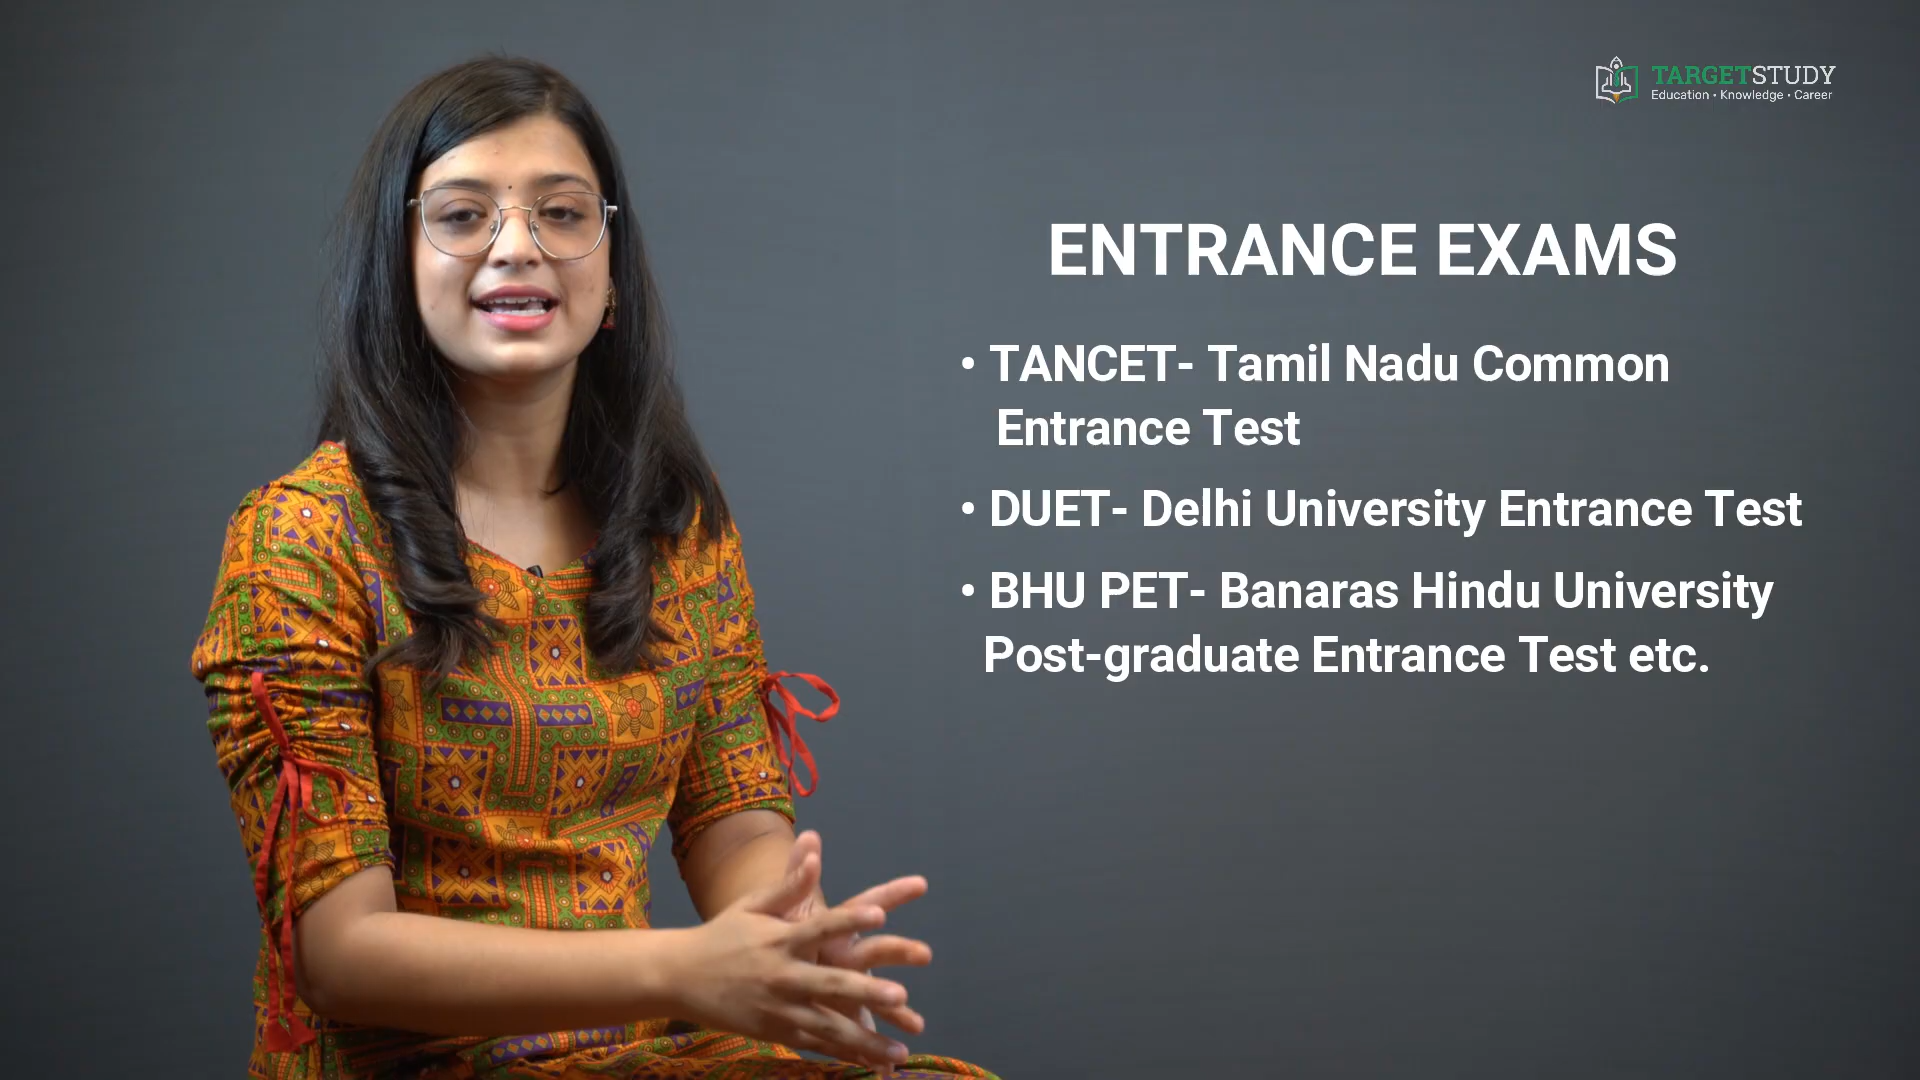 TARGETSTUDY
Education • Knowledge • Career
ENTRANCE EXAMS
• TANCET- Tamil Nadu Common
Entrance Test
• DUET- Delhi University Entrance Test
• BHU PET- Banaras Hindu University
Post-graduate Entrance Test etc.